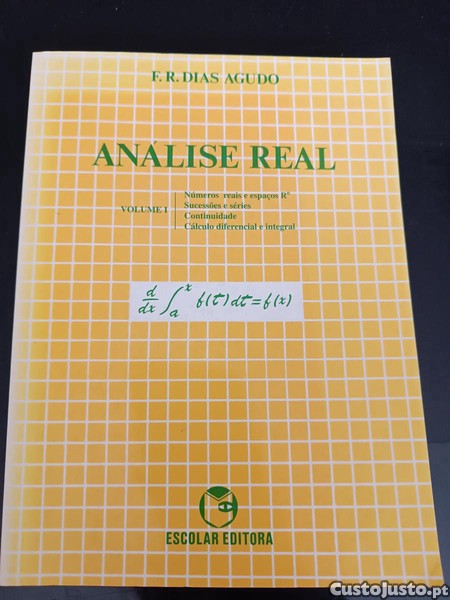 F. R. DIAS AGUDO
ANÁLISE REAL
VOLUME I
Números reais e espaços Rⁿ
Sucessões e séries
Continuidade
Cálculo diferencial e integral
d/dx ∫ₐˣ f(t) dt = f(x)
ESCOLAR EDITORA
CustoJusto.pt